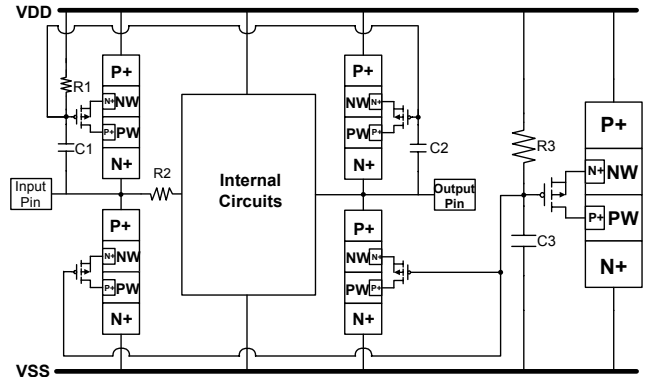 VDD
P+
P+
R1
N+ NW
NW N+
P+
P+ PW
PW P+
R3
C1
C2
N+
N+
N+ NW
R2
Internal
Circuits
Input
Pin
Output
Pin
P+ PW
P+
P+
C3
N+
N+ NW
NW N+
P+ PW
PW P+
N+
N+
VSS